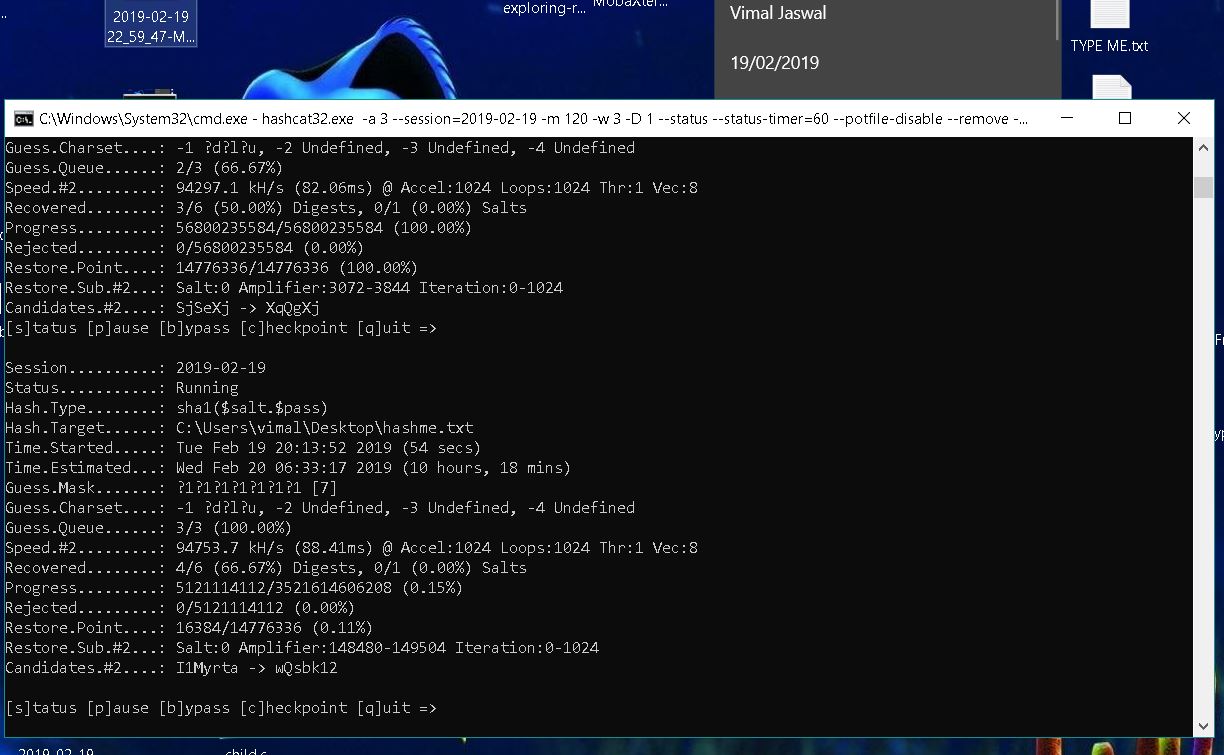 2019-02-19
22_59_47-M...
exploring-r...
MobaXter...
Vimal Jaswal
19/02/2019
TYPE ME.txt
C:\Windows\System32\cmd.exe - hashcat32.exe  -a 3 --session=2019-02-19 -m 120 -w 3 -D 1 --status --status-timer=60 --potfile-disable --remove -...
Guess.Charset....: -1 ?d?l?u, -2 Undefined, -3 Undefined, -4 Undefined
Guess.Queue......: 2/3 (66.67%)
Speed.#2.........: 94297.1 kH/s (82.06ms) @ Accel:1024 Loops:1024 Thr:1 Vec:8
Recovered........: 3/6 (50.00%) Digests, 0/1 (0.00%) Salts
Progress.........: 56800235584/56800235584 (100.00%)
Rejected.........: 0/56800235584 (0.00%)
Restore.Point....: 14776336/14776336 (100.00%)
Restore.Sub.#2...: Salt:0 Amplifier:3072-3844 Iteration:0-1024
Candidates.#2....: SjSeXj -> XqQgXj
[s]tatus [p]ause [b]ypass [c]heckpoint [q]uit =>
Session..........: 2019-02-19
Status...........: Running
Hash.Type........: sha1($salt.$pass)
Hash.Target......: C:\Users\vimal\Desktop\hashme.txt
Time.Started.....: Tue Feb 19 20:13:52 2019 (54 secs)
Time.Estimated...: Wed Feb 20 06:33:17 2019 (10 hours, 18 mins)
Guess.Mask.......: ?1?1?1?1?1?1?1 [7]
Guess.Charset....: -1 ?d?l?u, -2 Undefined, -3 Undefined, -4 Undefined
Guess.Queue......: 3/3 (100.00%)
Speed.#2.........: 94753.7 kH/s (88.41ms) @ Accel:1024 Loops:1024 Thr:1 Vec:8
Recovered........: 4/6 (66.67%) Digests, 0/1 (0.00%) Salts
Progress.........: 5121114112/3521614606208 (0.15%)
Rejected.........: 0/5121114112 (0.00%)
Restore.Point....: 16384/14776336 (0.11%)
Restore.Sub.#2...: Salt:0 Amplifier:148480-149504 Iteration:0-1024
Candidates.#2....: I1Myrta -> wQsbk12
[s]tatus [p]ause [b]ypass [c]heckpoint [q]uit =>
2019-02-19
child.c